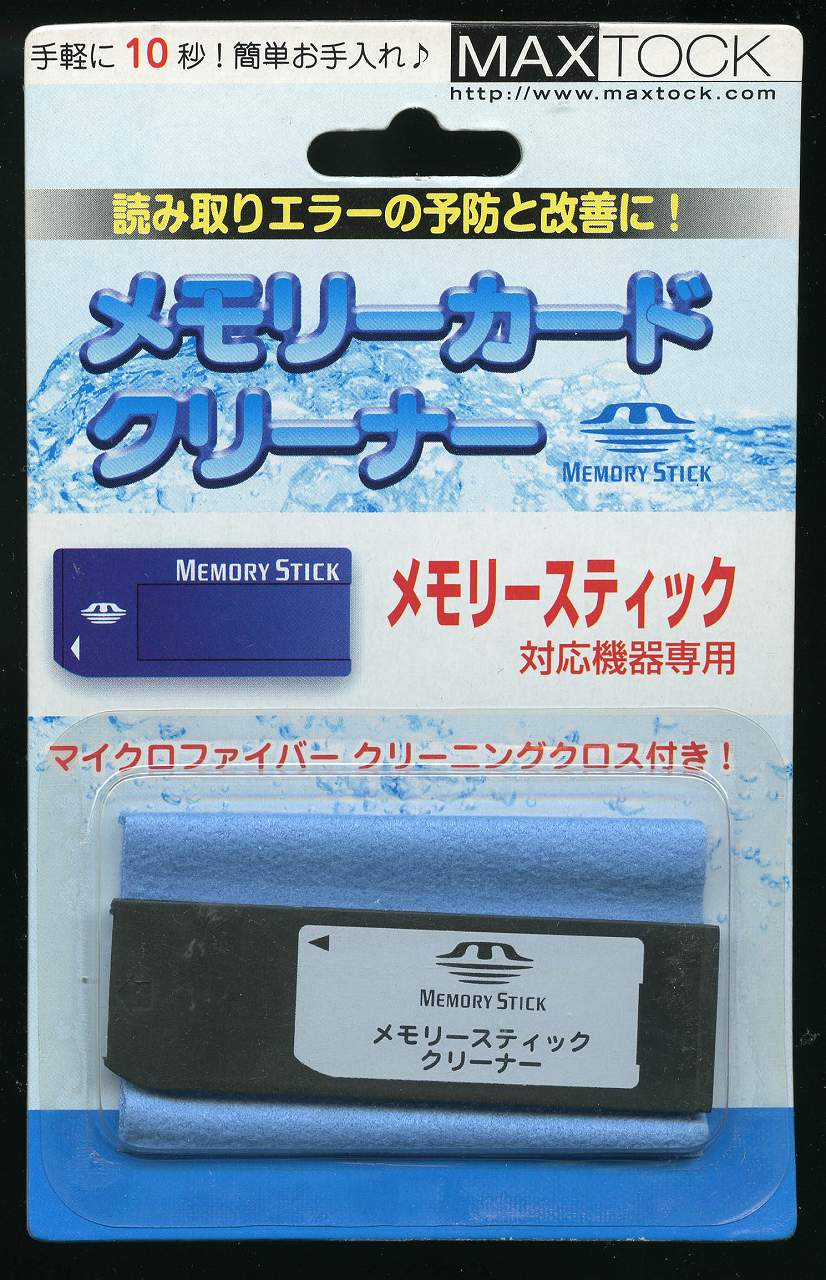 手軽に10秒！簡単お手入れ♪
MAXTOCK
http://www.maxtock.com
読み取りエラーの予防と改善に！
メモリーカード
クリーナー
MEMORY STICK
MEMORY STICK
メモリースティック
対応機器専用
マイクロファイバー クリーニングクロス付き！
MEMORY STICK
メモリースティック
クリーナー